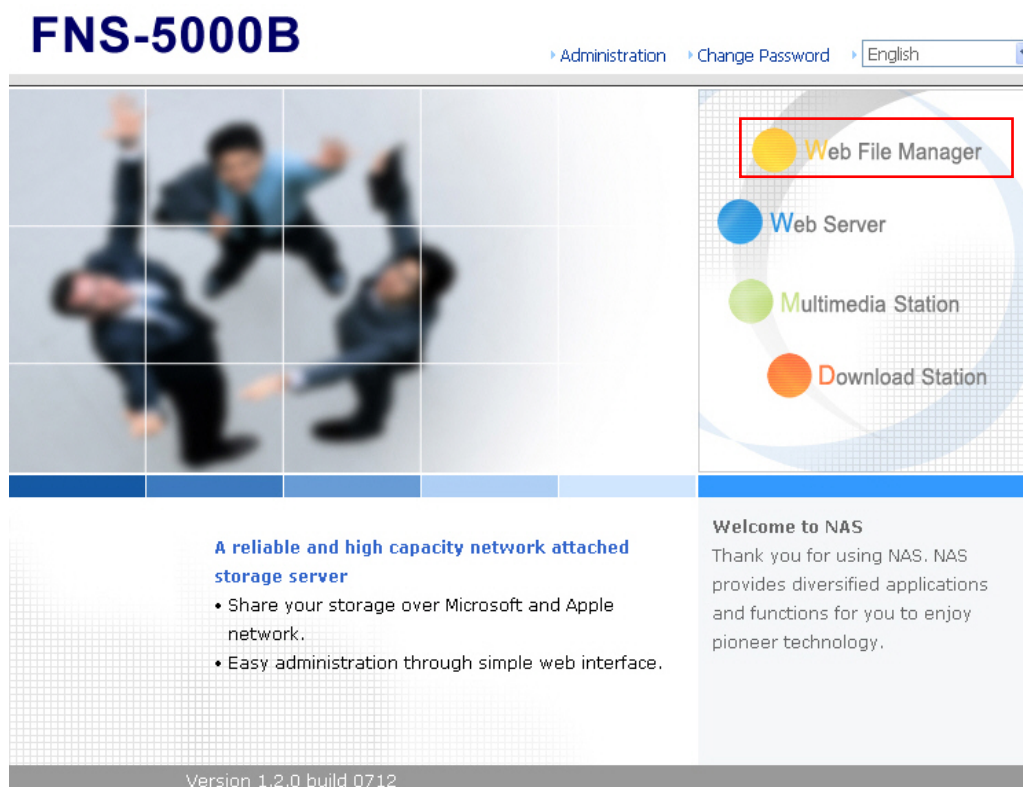 FNS-5000B
Administration
Change Password
English
Web File Manager
Web Server
Multimedia Station
Download Station
A reliable and high capacity network attached
storage server
• Share your storage over Microsoft and Apple
network.
• Easy administration through simple web interface.
Welcome to NAS
Thank you for using NAS. NAS
provides diversified applications
and functions for you to enjoy
pioneer technology.
Version 1.2.0 build 0712